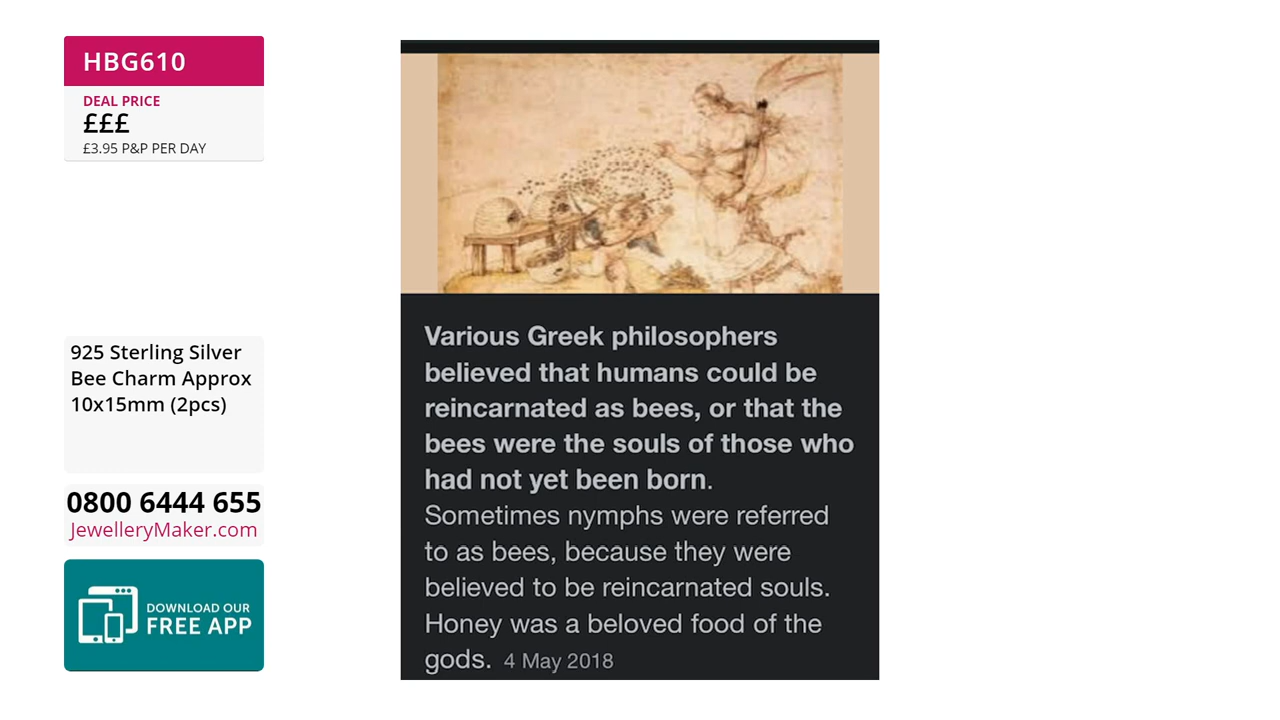 HBG610
DEAL PRICE
£££
£3.95 P&P PER DAY
925 Sterling Silver
Bee Charm Approx
10x15mm (2pcs)
0800 6444 655
JewelleryMaker.com
DOWNLOAD OUR
FREE APP
Various Greek philosophers
believed that humans could be
reincarnated as bees, or that the
bees were the souls of those who
had not yet been born.
Sometimes nymphs were referred
to as bees, because they were
believed to be reincarnated souls.
Honey was a beloved food of the
gods. 4 May 2018